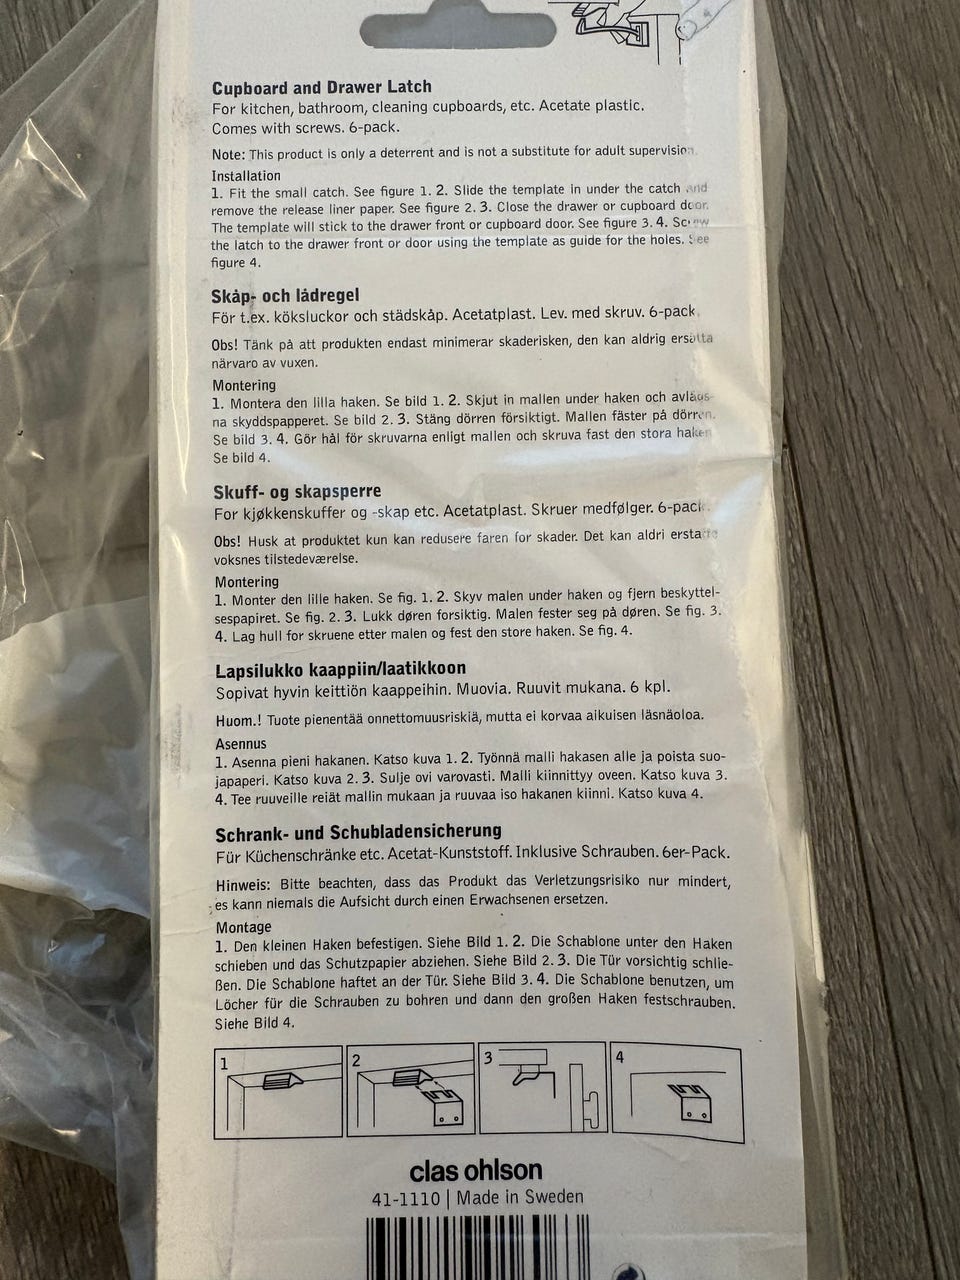 Cupboard and Drawer Latch
For kitchen, bathroom, cleaning cupboards, etc. Acetate plastic.
Comes with screws. 6-pack.
Note: This product is only a deterrent and is not a substitute for adult supervision.
Installation
1. Fit the small catch. See figure 1. 2. Slide the template in under the catch and
remove the release liner paper. See figure 2. 3. Close the drawer or cupboard door.
The template will stick to the drawer front or cupboard door. See figure 3. 4. Screw
the latch to the drawer front or door using the template as guide for the holes. See
figure 4.
Skåp- och lådregel
För t.ex. köksluckor och städskåp. Acetatplast. Lev. med skruv. 6-pack.
Obs! Tänk på att produkten endast minimerar skaderisken, den kan aldrig ersätta
närvaro av vuxen.
Montering
1. Montera den lilla haken. Se bild 1. 2. Skjut in mallen under haken och avlägs-
na skyddspapperet. Se bild 2. 3. Stäng dörren försiktigt. Mallen fäster på dörren.
Se bild 3. 4. Gör hål för skruvarna enligt mallen och skruva fast den stora haken
Se bild 4.
Skuff- og skapsperre
For kjøkkenskuffer og -skap etc. Acetatplast. Skruer medfølger. 6-pack.
Obs! Husk at produktet kun kan redusere faren for skader. Det kan aldri erstatte
voksnes tilstedeværelse.
Montering
1. Monter den lille haken. Se fig. 1. 2. Skyv malen under haken og fjern beskyttel-
sespapiret. Se fig. 2. 3. Lukk døren forsiktig. Malen fester seg på døren. Se fig. 3.
4. Lag hull for skruene etter malen og fest den store haken. Se fig. 4.
Lapsilukko kaappiin/laatikkoon
Sopivat hyvin keittiön kaappeihin. Muovia. Ruuvit mukana. 6 kpl.
Huom.! Tuote pienentää onnettomuusriskiä, mutta ei korvaa aikuisen läsnäoloa.
Asennus
1. Asenna pieni hakanen. Katso kuva 1. 2. Työnnä malli hakasen alle ja poista suo-
japaperi. Katso kuva 2. 3. Sulje ovi varovasti. Malli kiinnittyy oveen. Katso kuva 3.
4. Tee ruuveille reiät mallin mukaan ja ruuvaa iso hakanen kiinni. Katso kuva 4.
Schrank- und Schubladensicherung
Für Küchenschränke etc. Acetat-Kunststoff. Inklusive Schrauben. 6er-Pack.
Hinweis: Bitte beachten, dass das Produkt das Verletzungsrisiko nur mindert,
es kann niemals die Aufsicht durch einen Erwachsenen ersetzen.
Montage
1. Den kleinen Haken befestigen. Siehe Bild 1. 2. Die Schablone unter den Haken
schieben und das Schutzpapier abziehen. Siehe Bild 2. 3. Die Tür vorsichtig schlie-
ßen. Die Schablone haftet an der Tür. Siehe Bild 3. 4. Die Schablone benutzen, um
Löcher für die Schrauben zu bohren und dann den großen Haken festschrauben.
Siehe Bild 4.
1 2 3 4
clas ohlson
41-1110 | Made in Sweden